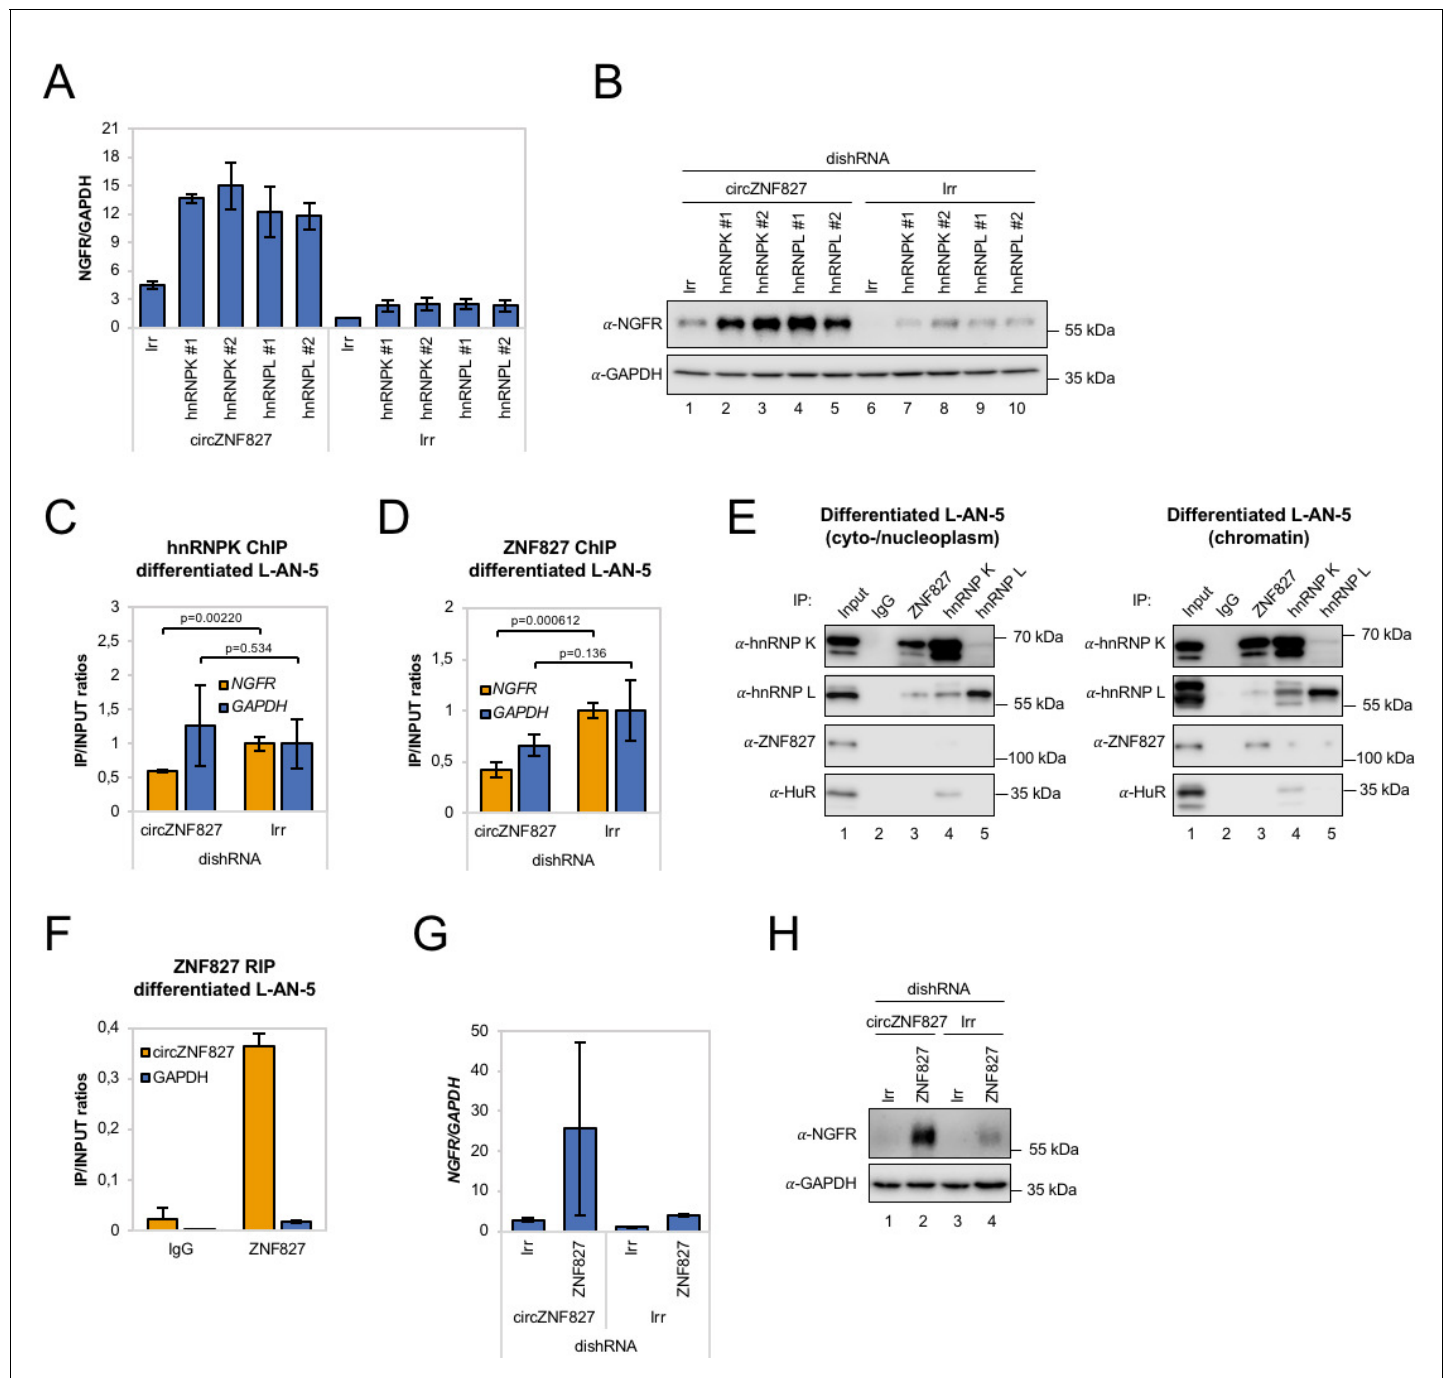 A
NGFR/GAPDH
21
18
15
12
9
6
3
0
Irr
hnRNPK #1
hnRNPK #2
hnRNPL #1
hnRNPL #2
Irr
hnRNPK #1
hnRNPK #2
hnRNPL #1
hnRNPL #2
circZNF827
Irr
B
dishRNA
circZNF827
Irr
Irr
hnRNPK #1
hnRNPK #2
hnRNPL #1
hnRNPL #2
Irr
hnRNPK #1
hnRNPK #2
hnRNPL #1
hnRNPL #2
α-NGFR
55 kDa
α-GAPDH
35 kDa
1 2 3 4 5 6 7 8 9 10
C
hnRNPK ChIP
differentiated L-AN-5
IP/INPUT ratios
3
2,5
2
1,5
1
0,5
0
p=0.00220
p=0.534
NGFR
GAPDH
circZNF827
Irr
dishRNA
D
ZNF827 ChIP
differentiated L-AN-5
IP/INPUT ratios
2
1,5
1
0,5
0
p=0.000612
p=0.136
NGFR
GAPDH
circZNF827
Irr
dishRNA
E
Differentiated L-AN-5
(cyto-/nucleoplasm)
IP:
Input
IgG
ZNF827
hnRNP K
hnRNP L
α-hnRNP K
70 kDa
α-hnRNP L
55 kDa
α-ZNF827
100 kDa
α-HuR
35 kDa
1 2 3 4 5
Differentiated L-AN-5
(chromatin)
IP:
Input
IgG
ZNF827
hnRNP K
hnRNP L
α-hnRNP K
70 kDa
α-hnRNP L
55 kDa
α-ZNF827
100 kDa
α-HuR
35 kDa
1 2 3 4 5
F
ZNF827 RIP
differentiated L-AN-5
IP/INPUT ratios
0,4
0,3
0,2
0,1
0
circZNF827
GAPDH
IgG
ZNF827
G
NGFR/GAPDH
50
40
30
20
10
0
Irr
ZNF827
Irr
ZNF827
circZNF827
Irr
dishRNA
H
dishRNA
circZNF827
Irr
Irr
ZNF827
Irr
ZNF827
α-NGFR
55 kDa
α-GAPDH
35 kDa
1 2 3 4